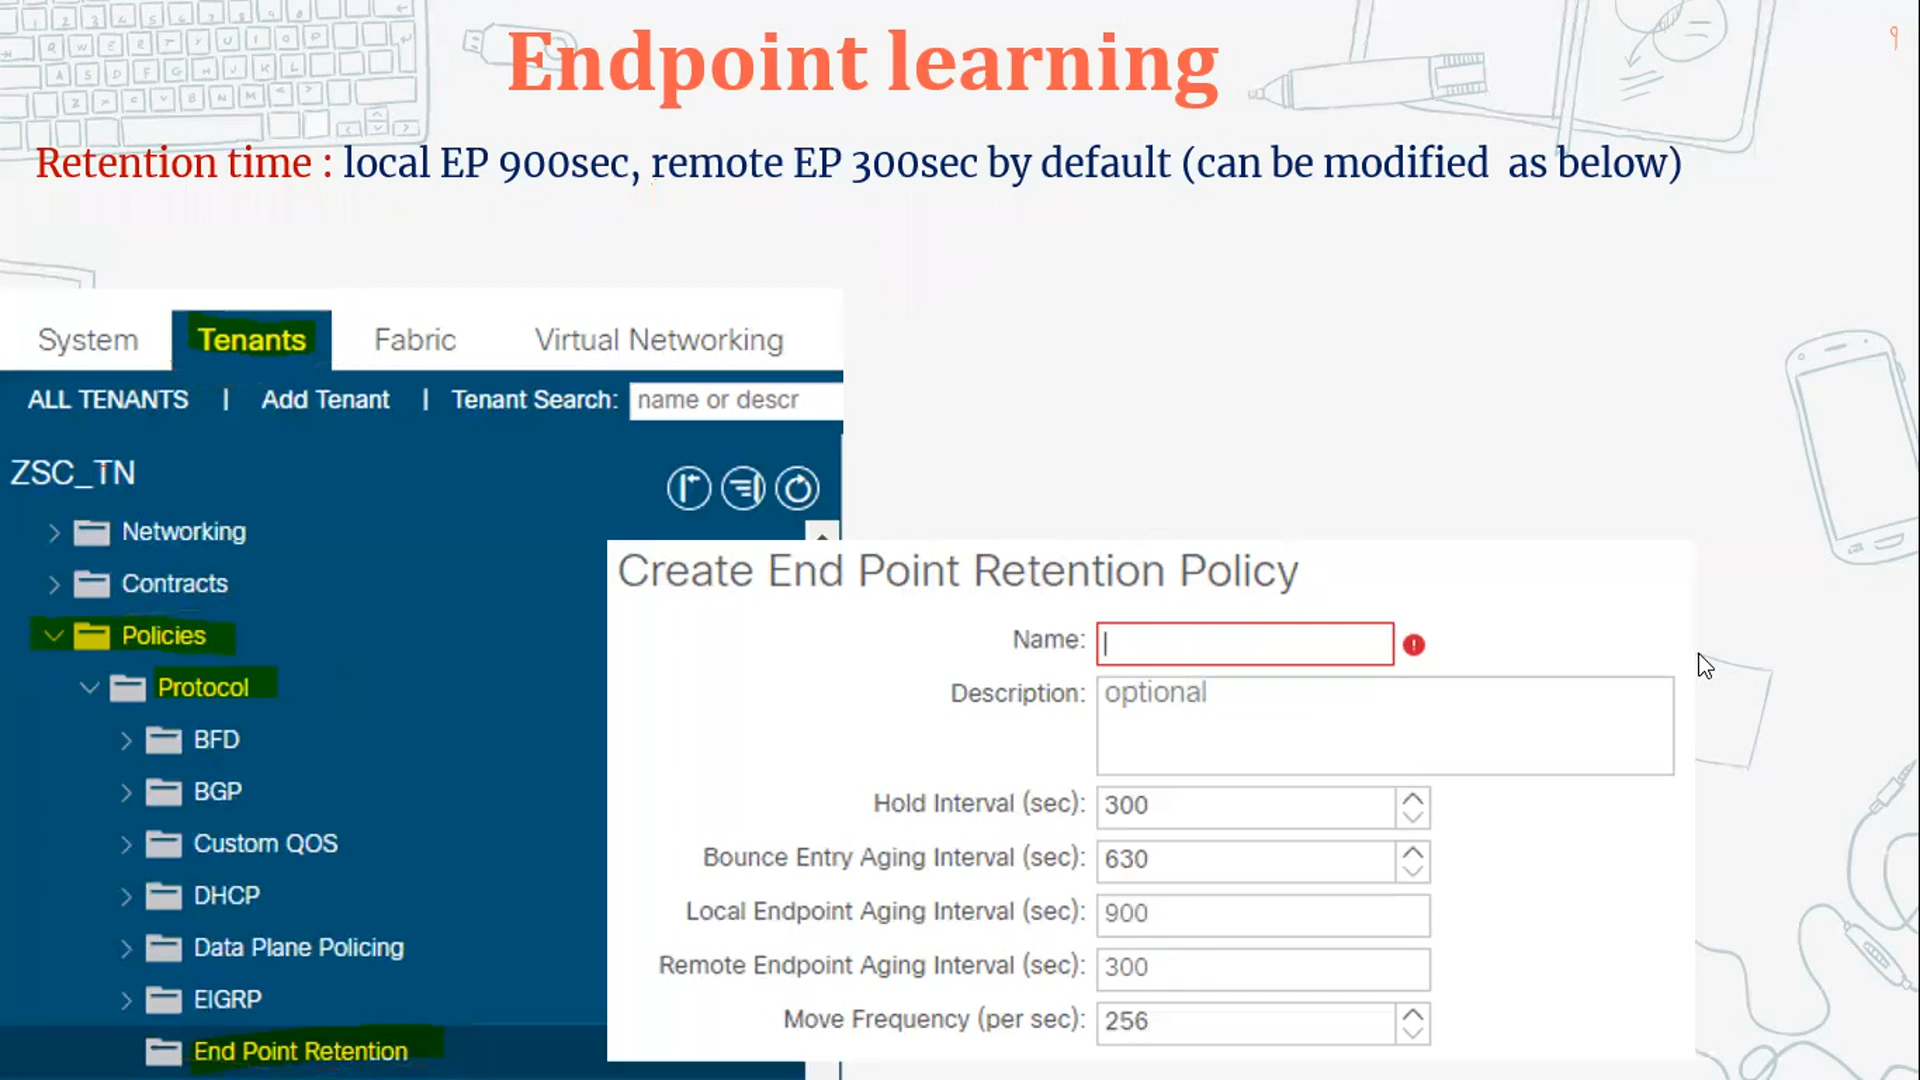 Endpoint learning
९
Retention time : local EP 900sec, remote EP 300sec by default (can be modified as below)
System Tenants Fabric Virtual Networking
ALL TENANTS | Add Tenant | Tenant Search: name or descr
ZSC_TN
Networking
Contracts
Policies
Protocol
BFD
BGP
Custom QOS
DHCP
Data Plane Policing
EIGRP
End Point Retention
Create End Point Retention Policy
Name:
Description: optional
Hold Interval (sec): 300
Bounce Entry Aging Interval (sec): 630
Local Endpoint Aging Interval (sec): 900
Remote Endpoint Aging Interval (sec): 300
Move Frequency (per sec): 256